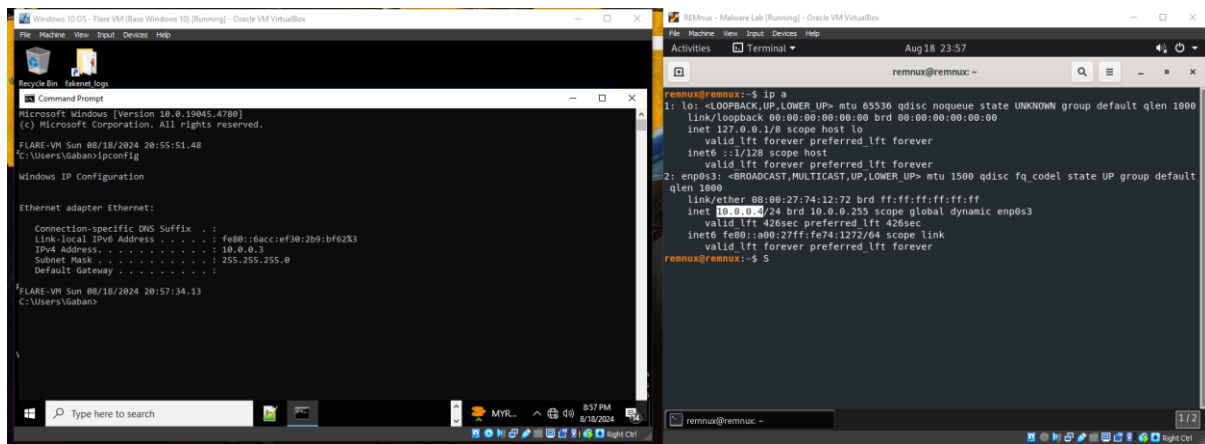 Windows 10 OS - Flare VM (Base Windows 10) [Running] - Oracle VM VirtualBox
File Machine View Input Devices Help
Recycle Bin fakenet_logs
Command Prompt
Microsoft Windows [Version 10.0.19045.4780]
(c) Microsoft Corporation. All rights reserved.
FLARE-VM Sun 08/18/2024 20:55:51.48
C:\Users\Gaban>ipconfig
Windows IP Configuration
Ethernet adapter Ethernet:
Connection-specific DNS Suffix . :
Link-local IPv6 Address . . . . . : fe80::6acc:ef30:2b9:bf62%3
IPv4 Address. . . . . . . . . . . : 10.0.0.3
Subnet Mask . . . . . . . . . . . : 255.255.255.0
Default Gateway . . . . . . . . . :
FLARE-VM Sun 08/18/2024 20:57:34.13
C:\Users\Gaban>
Type here to search
MYR...
8:57 PM
8/18/2024
Right Ctrl
REMnux - Malware Lab [Running] - Oracle VM VirtualBox
File Machine View Input Devices Help
Activities Terminal Aug 18 23:57
remnux@remnux: ~
remnux@remnux:~$ ip a
1: lo: <LOOPBACK,UP,LOWER_UP> mtu 65536 qdisc noqueue state UNKNOWN group default qlen 1000
link/loopback 00:00:00:00:00:00 brd 00:00:00:00:00:00
inet 127.0.0.1/8 scope host lo
valid_lft forever preferred_lft forever
inet6 ::1/128 scope host
valid_lft forever preferred_lft forever
2: enp0s3: <BROADCAST,MULTICAST,UP,LOWER_UP> mtu 1500 qdisc fq_codel state UP group default
qlen 1000
link/ether 08:00:27:74:12:72 brd ff:ff:ff:ff:ff:ff
inet 10.0.0.4/24 brd 10.0.0.255 scope global dynamic enp0s3
valid_lft 426sec preferred_lft 426sec
inet6 fe80::a00:27ff:fe74:1272/64 scope link
valid_lft forever preferred_lft forever
remnux@remnux:~$ S
remnux@remnux: ~
1/2
Right Ctrl